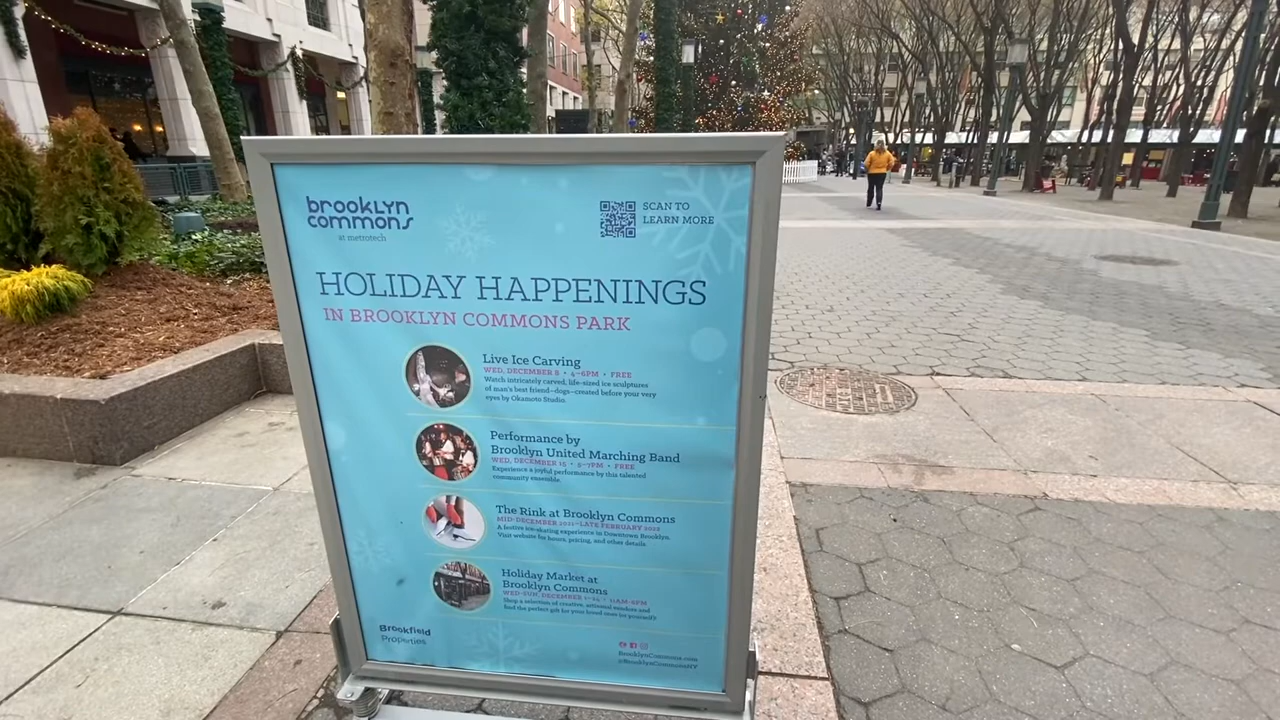 brooklyn
commons
at metrotech
SCAN TO
LEARN MORE
HOLIDAY HAPPENINGS
IN BROOKLYN COMMONS PARK
Live Ice Carving
WED, DECEMBER 8 • 4–6PM • FREE
Watch intricately carved, life-sized ice sculptures
of man's best friend—dogs—created before your very
eyes by Okamoto Studio.
Performance by
Brooklyn United Marching Band
WED, DECEMBER 15 • 5–7PM • FREE
Experience a joyful performance by this talented
community ensemble.
The Rink at Brooklyn Commons
MID-DECEMBER 2021–LATE FEBRUARY 2022
A festive ice-skating experience in Downtown Brooklyn.
Visit website for hours, pricing, and other details.
Holiday Market at
Brooklyn Commons
WED–SUN, DECEMBER 1–24 • 11AM–6PM
Shop a selection of creative, artisanal vendors and
find the perfect gift for your loved ones (or yourself).
Brookfield
Properties
BrooklynCommons.com
@BrooklynCommonsNY